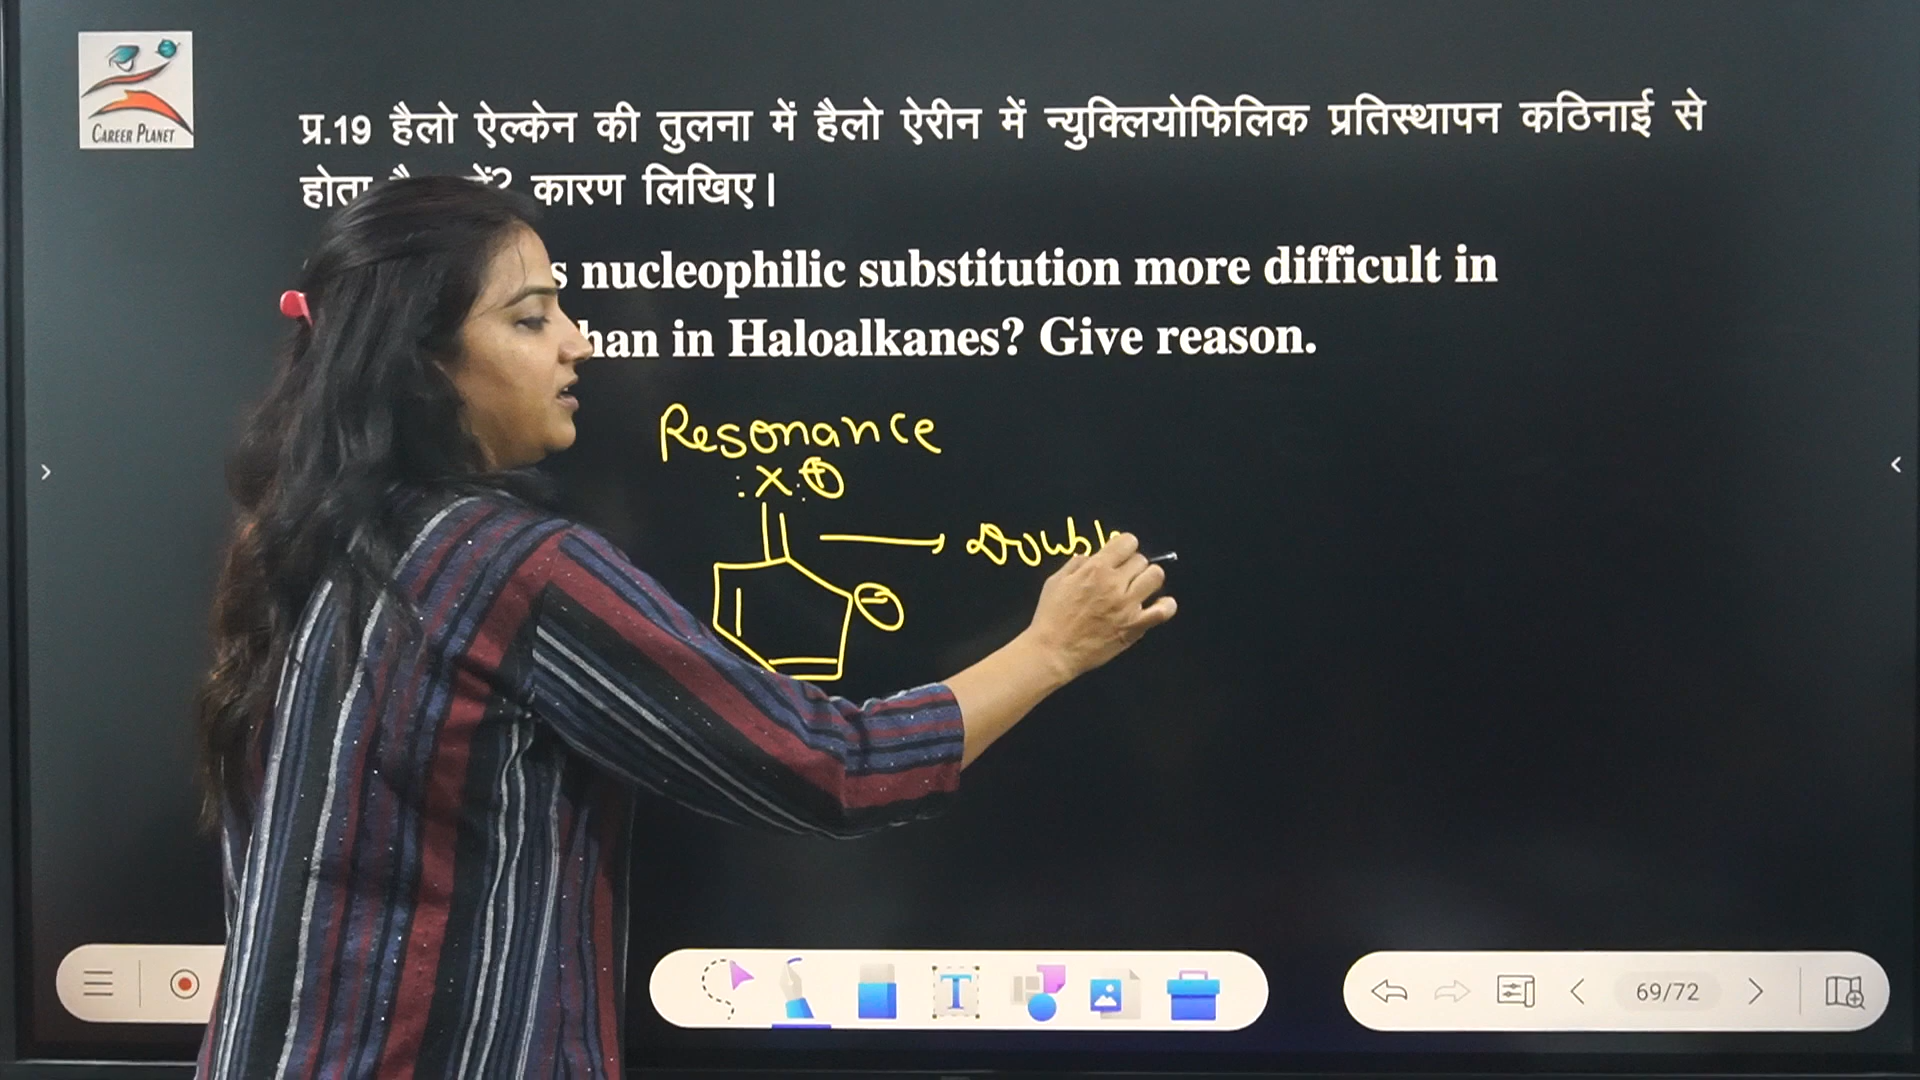 CAREER PLANET
प्र.19 हैलो ऐल्केन की तुलना में हैलो ऐरीन में न्युक्लियोफिलिक प्रतिस्थापन कठिनाई से
होता कारण लिखिए।
s nucleophilic substitution more difficult in
han in Haloalkanes? Give reason.
Resonance
:X: ⊕
Doubl
⊖
T
69/72